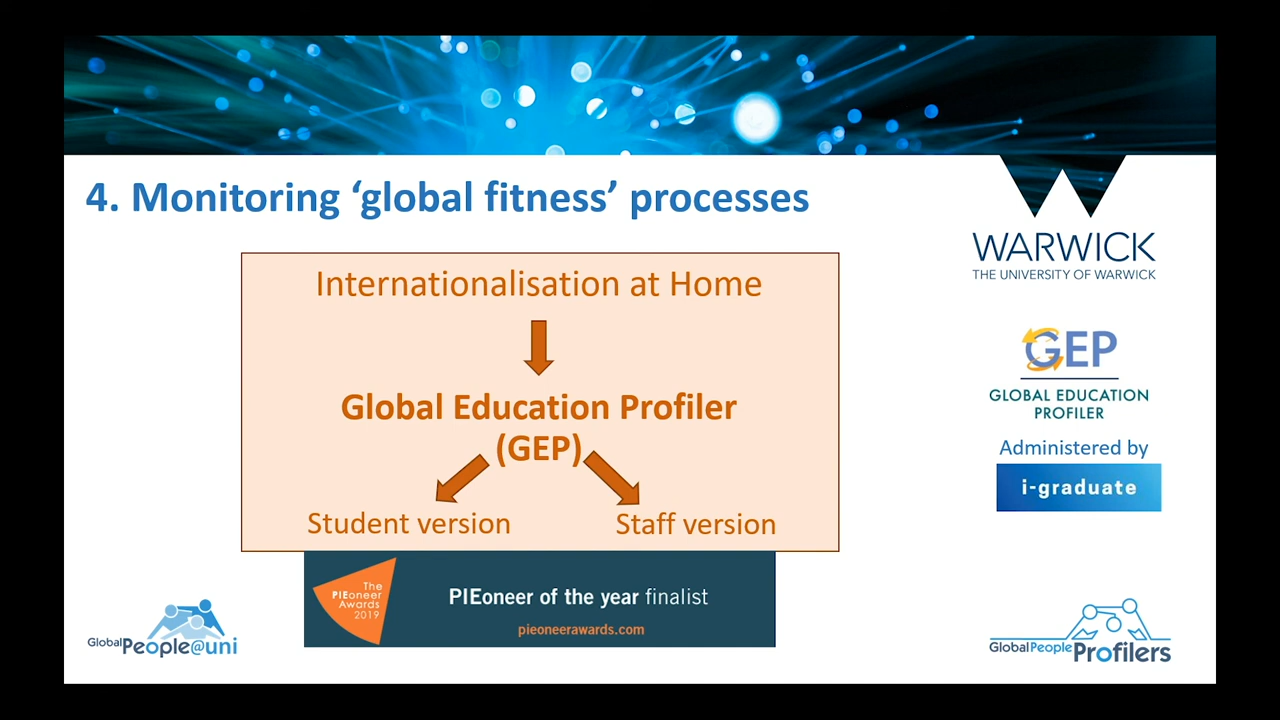 4. Monitoring ‘global fitness’ processes
WARWICK
THE UNIVERSITY OF WARWICK
Internationalisation at Home
Global Education Profiler
(GEP)
Student version
Staff version
GEP
GLOBAL EDUCATION
PROFILER
Administered by
i-graduate
The
PIEoneer
Awards
2019
PIEoneer of the year finalist
pieoneerawards.com
GlobalPeople@uni
GlobalPeopleProfilers